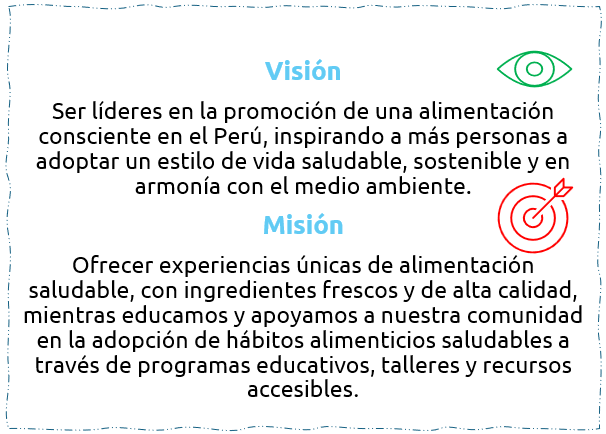 Visión
Ser líderes en la promoción de una alimentación
consciente en el Perú, inspirando a más personas a
adoptar un estilo de vida saludable, sostenible y en
armonía con el medio ambiente.
Misión
Ofrecer experiencias únicas de alimentación
saludable, con ingredientes frescos y de alta calidad,
mientras educamos y apoyamos a nuestra comunidad
en la adopción de hábitos alimenticios saludables a
través de programas educativos, talleres y recursos
accesibles.